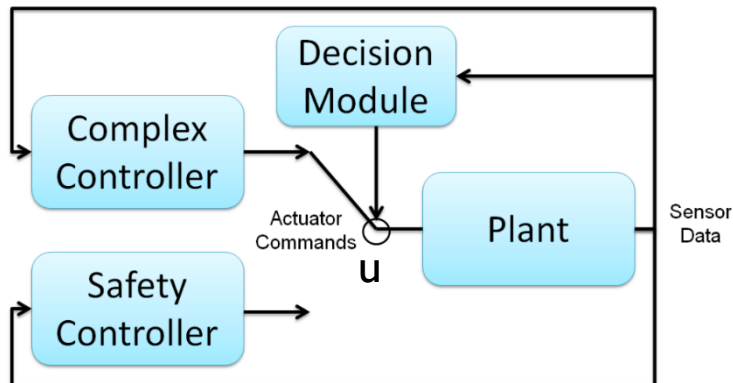 Decision
Module
Complex
Controller
Actuator
Commands
u
Plant
Sensor
Data
Safety
Controller